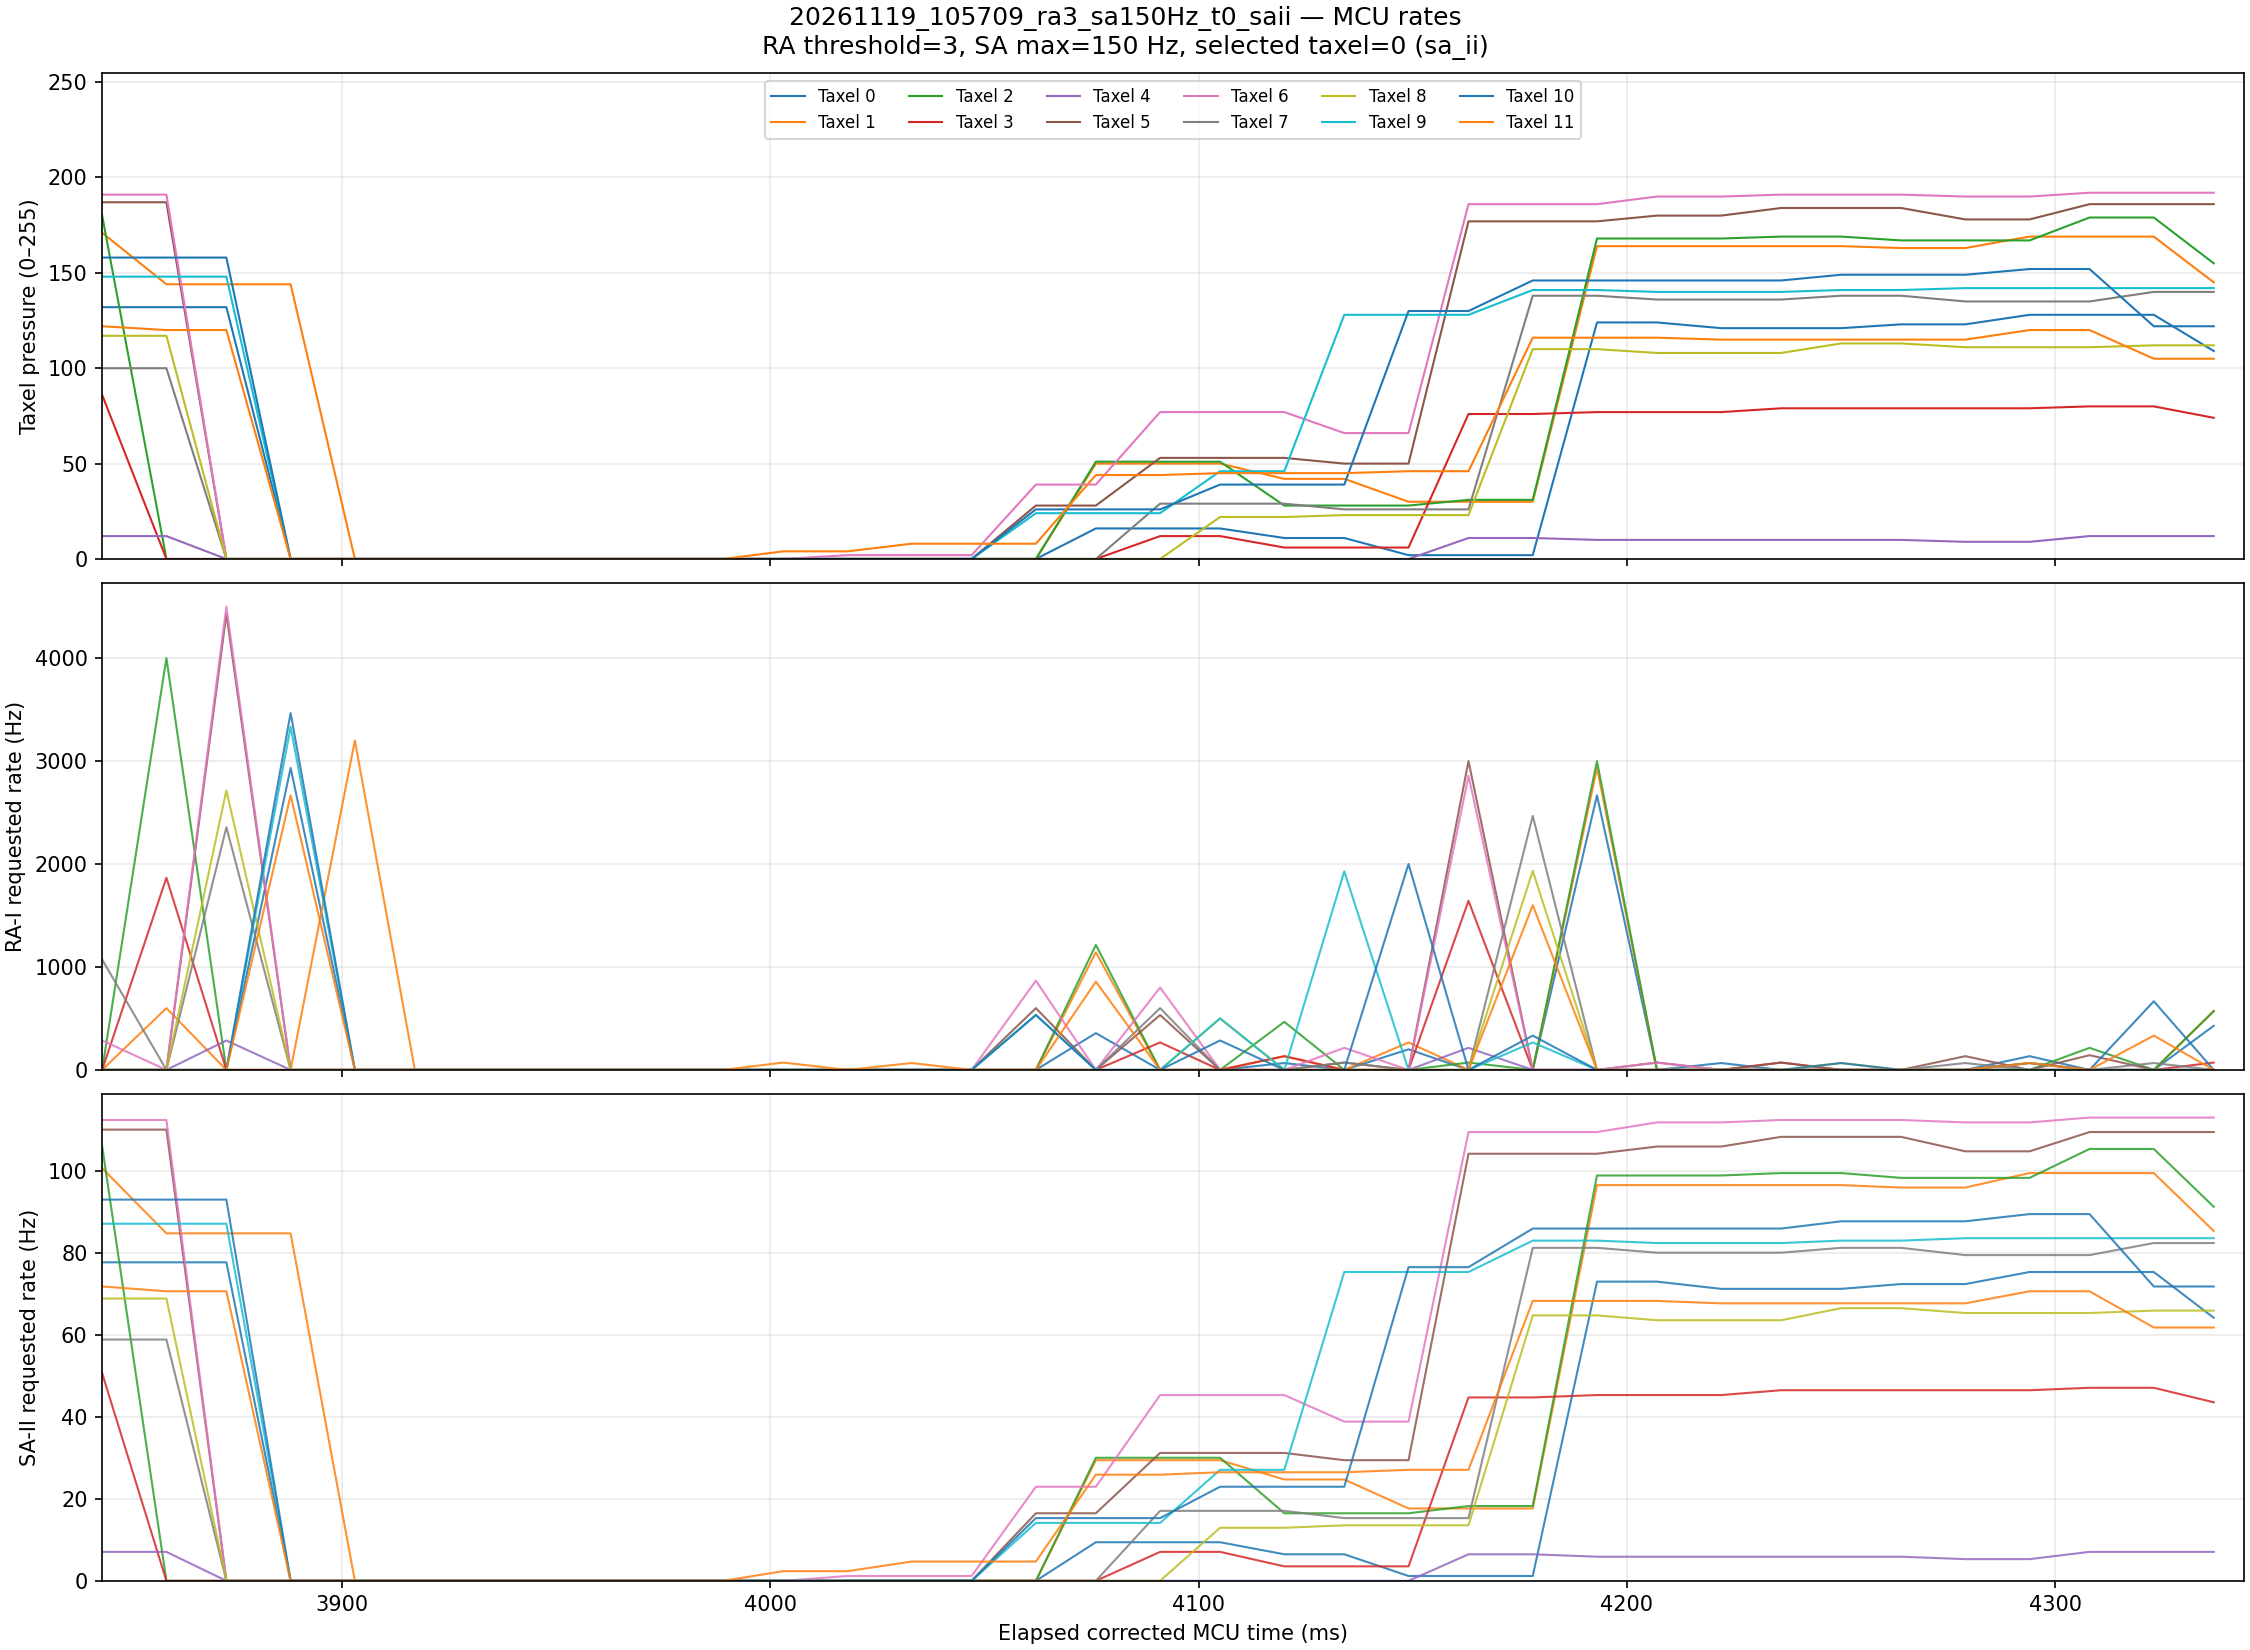 20261119_105709_ra3_sa150Hz_t0_saii — MCU rates
RA threshold=3, SA max=150 Hz, selected taxel=0 (sa_ii)
Taxel pressure (0–255)
250
200
150
100
50
0
Taxel 0
Taxel 2
Taxel 4
Taxel 6
Taxel 8
Taxel 10
Taxel 1
Taxel 3
Taxel 5
Taxel 7
Taxel 9
Taxel 11
RA-I requested rate (Hz)
4000
3000
2000
1000
0
SA-II requested rate (Hz)
100
80
60
40
20
0
3900
4000
4100
4200
4300
Elapsed corrected MCU time (ms)